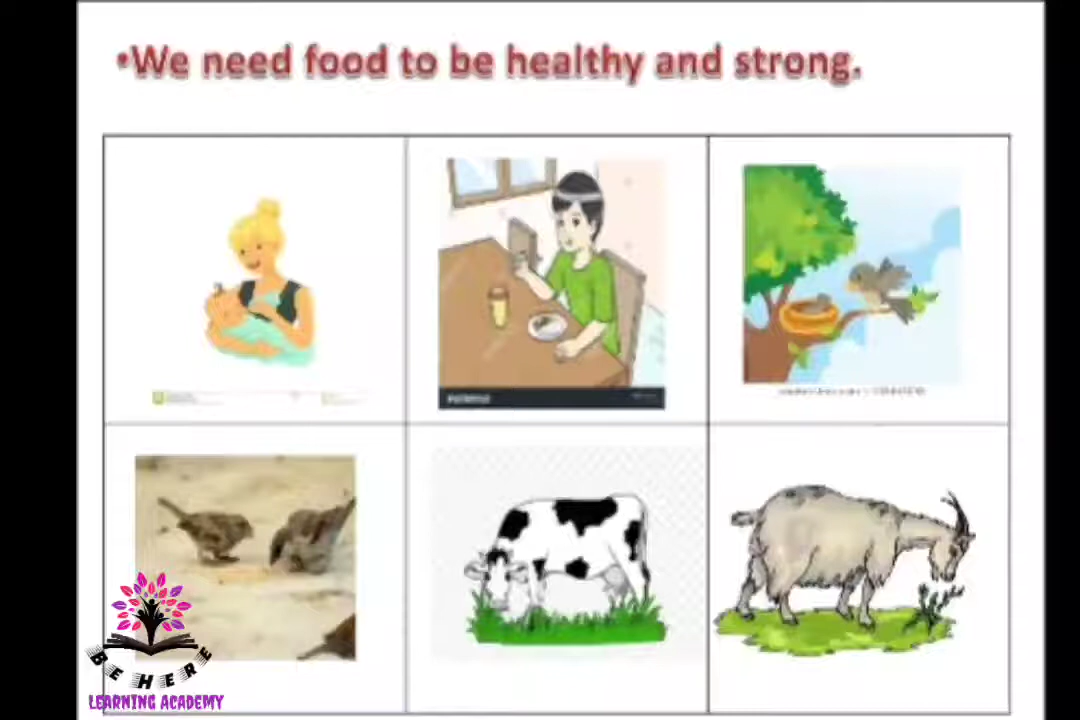 •We need food to be healthy and strong.
BE HERE
LEARNING ACADEMY